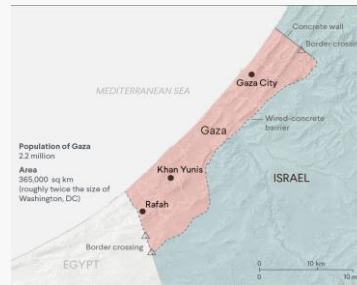 Concrete wall
Border crossing
Gaza City
MEDITERRANEAN SEA
Wired-concrete
barrier
Gaza
Population of Gaza
2.2 million
Area
365,000 sq km
(roughly twice the size of
Washington, DC)
Khan Yunis
ISRAEL
Rafah
Border crossing
EGYPT
0 10 km
0 10 m